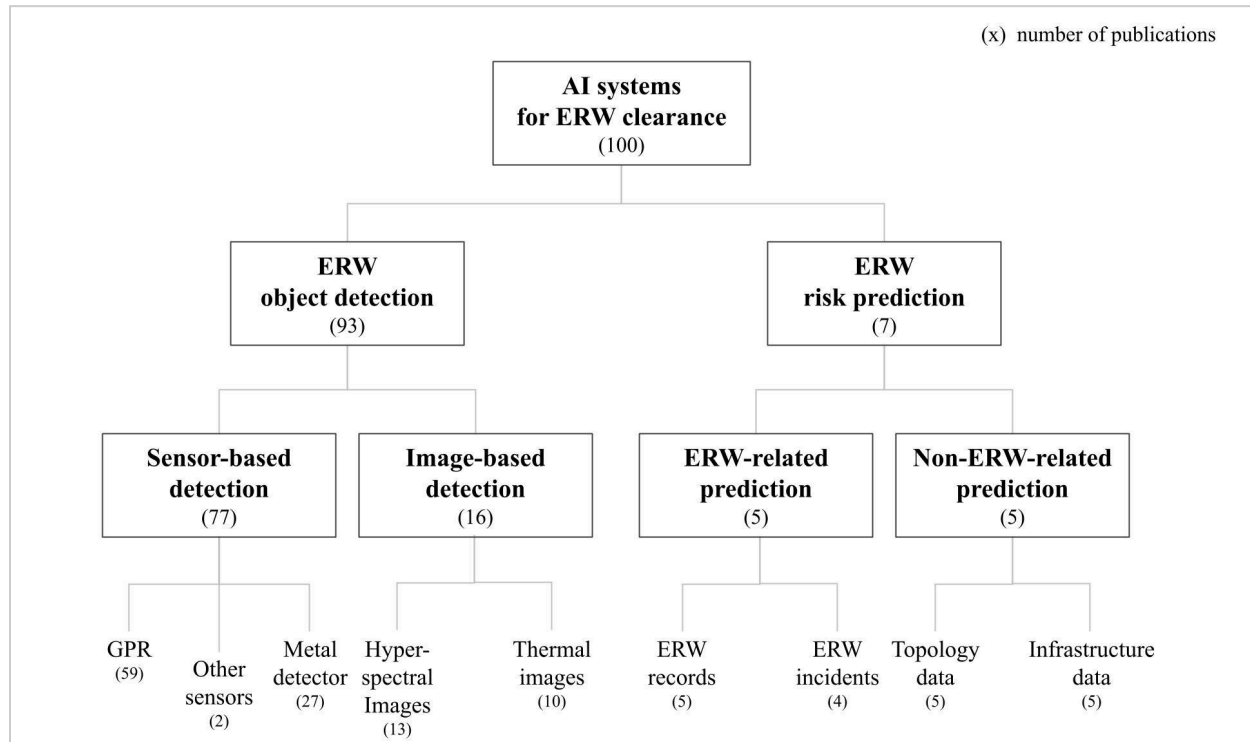 (x) number of publications
AI systems
for ERW clearance
(100)
ERW
object detection
(93)
ERW
risk prediction
(7)
Sensor-based
detection
(77)
Image-based
detection
(16)
ERW-related
prediction
(5)
Non-ERW-related
prediction
(5)
GPR
(59)
Other
sensors
(2)
Metal
detector
(27)
Hyper-
spectral
Images
(13)
Thermal
images
(10)
ERW
records
(5)
ERW
incidents
(4)
Topology
data
(5)
Infrastructure
data
(5)